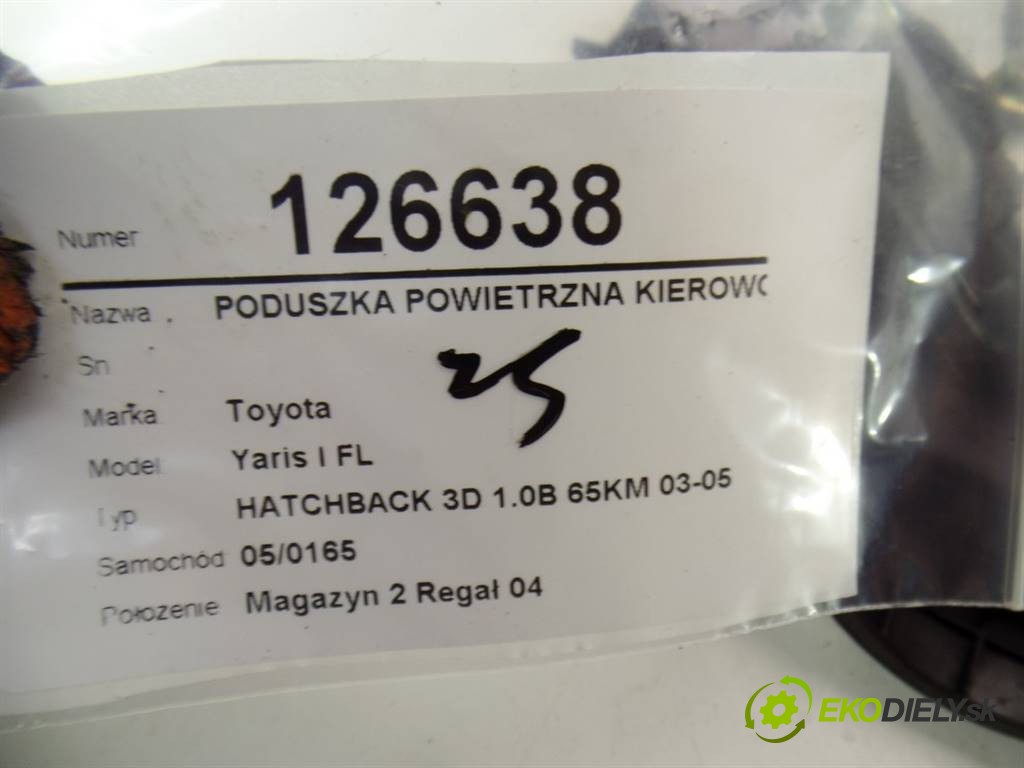 Numer 126638
Nazwa . PODUSZKA POWIETRZNA KIEROWC
Sn
25
Marka Toyota
Model Yaris I FL
Typ HATCHBACK 3D 1.0B 65KM 03-05
Samochód 05/0165
Położenie Magazyn 2 Regał 04
EKODIELY.sk